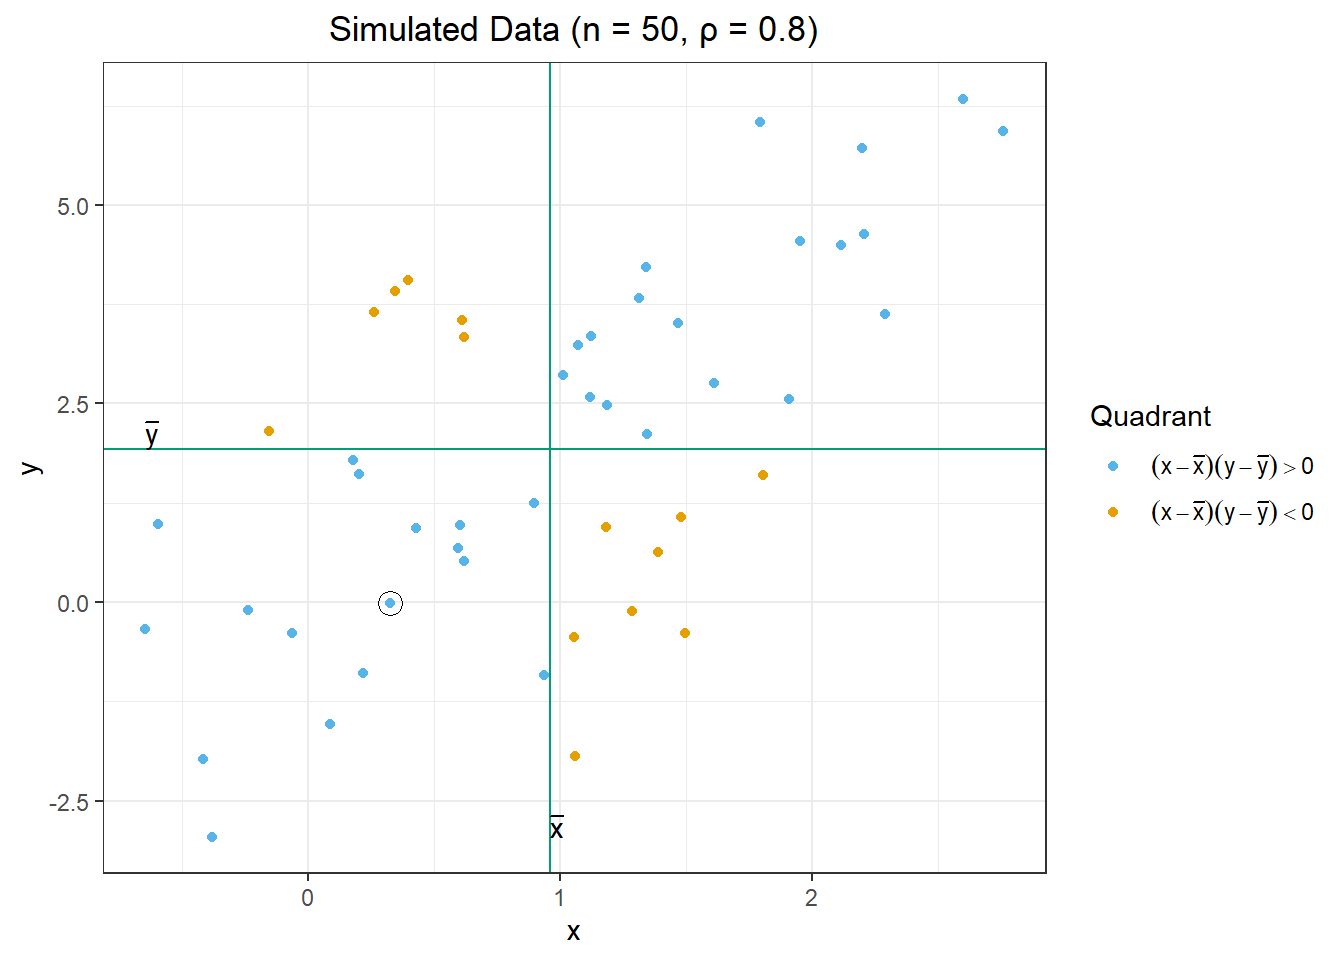 Simulated Data (n = 50, ρ = 0.8)
5.0
2.5
0.0
-2.5
y
y̅
x̅
0
1
2
x
Quadrant
(x − x̅)(y − y̅) > 0
(x − x̅)(y − y̅) < 0